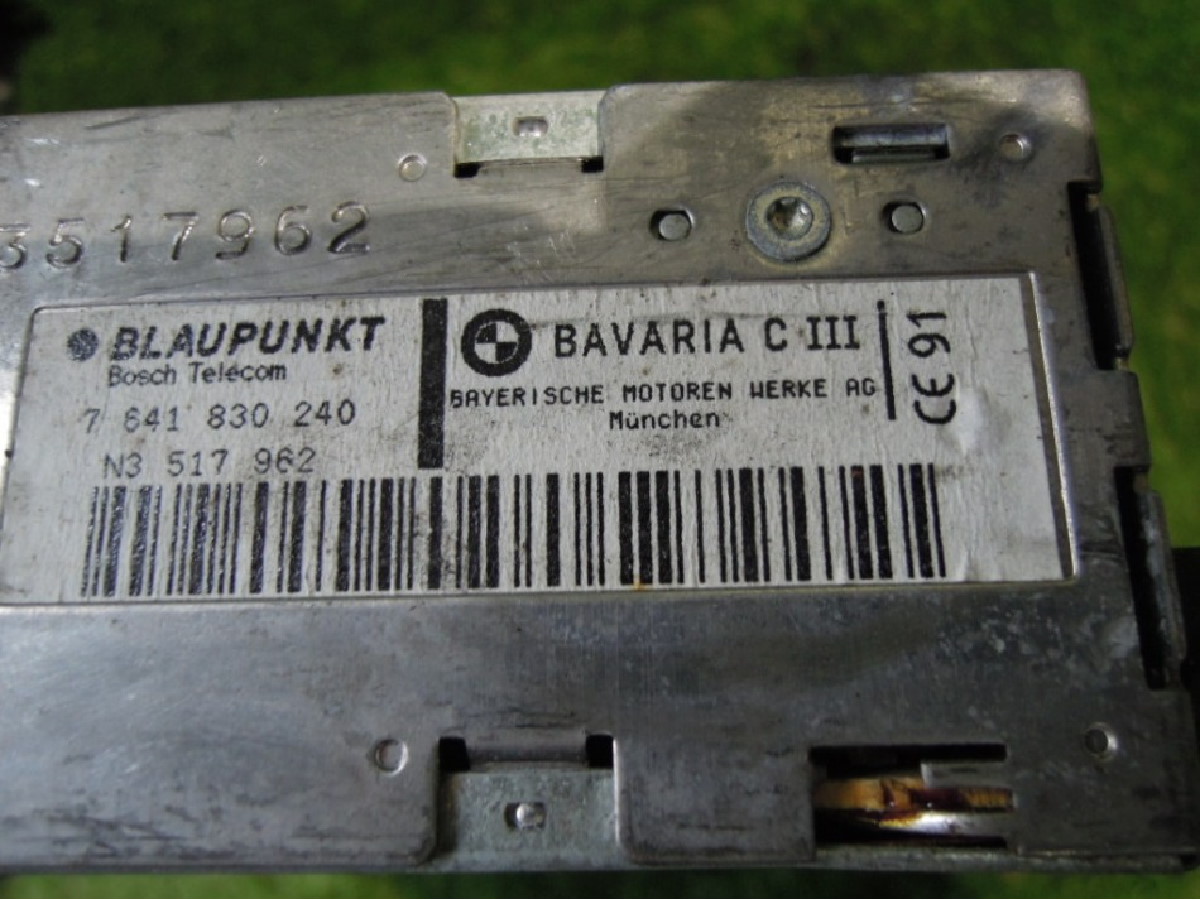 3517962
BLAUPUNKT
Bosch Telecom
7 641 830 240
N3 517 962
BAVARIA C III
BAYERISCHE MOTOREN WERKE AG
München
CE 91